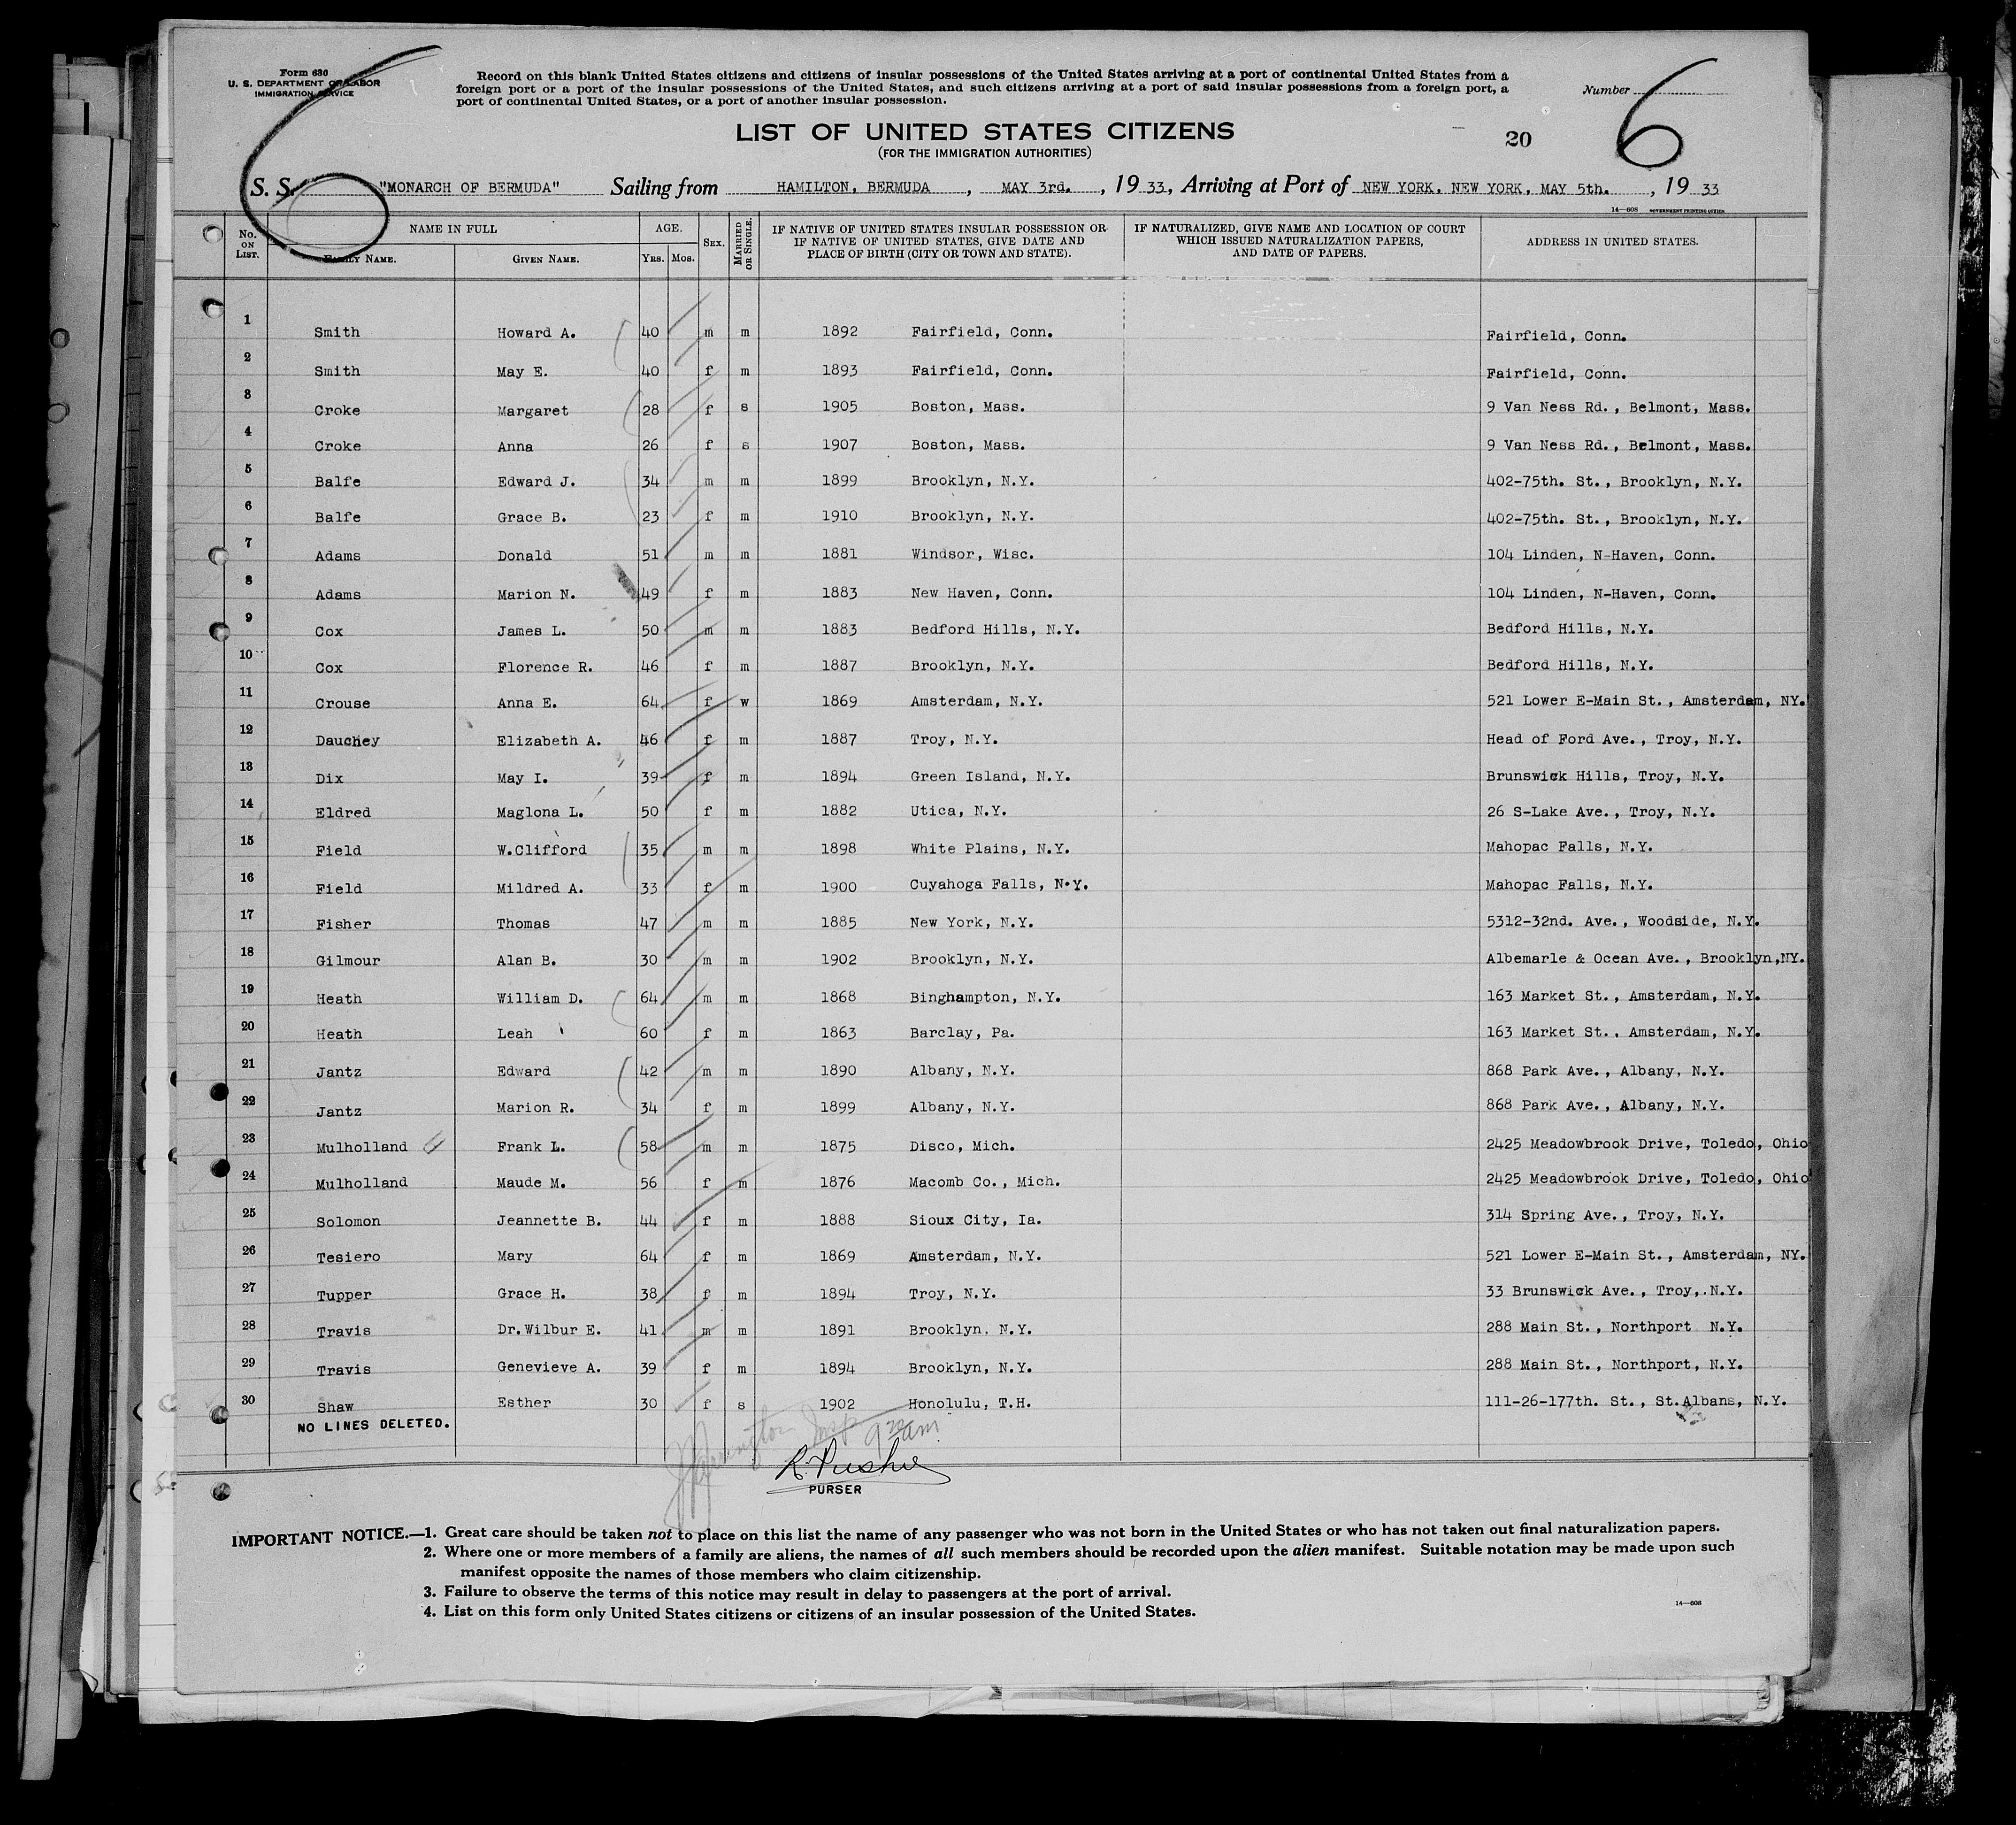 Form 630
U. S. DEPARTMENT OF LABOR
IMMIGRATION SERVICE
Record on this blank United States citizens and citizens of insular possessions of the United States arriving at a port of continental United States from a
foreign port or a port of the insular possessions of the United States, and such citizens arriving at a port of said insular possessions from a foreign port, a
port of continental United States, or a port of another insular possession.
Number 6
LIST OF UNITED STATES CITIZENS
20
(FOR THE IMMIGRATION AUTHORITIES)
S. S. "MONARCH OF BERMUDA" Sailing from HAMILTON, BERMUDA, MAY 3rd., 1933, Arriving at Port of NEW YORK, NEW YORK, MAY 5th., 1933
14—608 GOVERNMENT PRINTING OFFICE
No. ON LIST. NAME IN FULL FAMILY NAME. GIVEN NAME. AGE. YRS. MOS. SEX. MARRIED OR SINGLE. IF NATIVE OF UNITED STATES INSULAR POSSESSION OR IF NATIVE OF UNITED STATES, GIVE DATE AND PLACE OF BIRTH (CITY OR TOWN AND STATE). IF NATURALIZED, GIVE NAME AND LOCATION OF COURT WHICH ISSUED NATURALIZATION PAPERS, AND DATE OF PAPERS. ADDRESS IN UNITED STATES.
1 Smith Howard A. 40 m m 1892 Fairfield, Conn. Fairfield, Conn.
2 Smith May E. 40 f m 1893 Fairfield, Conn. Fairfield, Conn.
3 Croke Margaret 28 f s 1905 Boston, Mass. 9 Van Ness Rd., Belmont, Mass.
4 Croke Anna 26 f s 1907 Boston, Mass. 9 Van Ness Rd., Belmont, Mass.
5 Balfe Edward J. 34 m m 1899 Brooklyn, N.Y. 402-75th. St., Brooklyn, N.Y.
6 Balfe Grace B. 23 f m 1910 Brooklyn, N.Y. 402-75th. St., Brooklyn, N.Y.
7 Adams Donald 51 m m 1881 Windsor, Wisc. 104 Linden, N-Haven, Conn.
8 Adams Marion N. 49 f m 1883 New Haven, Conn. 104 Linden, N-Haven, Conn.
9 Cox James L. 50 m m 1883 Bedford Hills, N.Y. Bedford Hills, N.Y.
10 Cox Florence R. 46 f m 1887 Brooklyn, N.Y. Bedford Hills, N.Y.
11 Crouse Anna E. 64 f w 1869 Amsterdam, N.Y. 521 Lower E-Main St., Amsterdam, NY.
12 Dauchey Elizabeth A. 46 f m 1887 Troy, N.Y. Head of Ford Ave., Troy, N.Y.
13 Dix May I. 39 f m 1894 Green Island, N.Y. Brunswick Hills, Troy, N.Y.
14 Eldred Maglona L. 50 f m 1882 Utica, N.Y. 26 S-Lake Ave., Troy, N.Y.
15 Field W.Clifford 35 m m 1898 White Plains, N.Y. Mahopac Falls, N.Y.
16 Field Mildred A. 33 f m 1900 Cuyahoga Falls, N.Y. Mahopac Falls, N.Y.
17 Fisher Thomas 47 m m 1885 New York, N.Y. 5312-32nd. Ave., Woodside, N.Y.
18 Gilmour Alan B. 30 m m 1902 Brooklyn, N.Y. Albemarle & Ocean Ave., Brooklyn,NY.
19 Heath William D. 64 m m 1868 Binghampton, N.Y. 163 Market St., Amsterdam, N.Y.
20 Heath Leah 60 f m 1863 Barclay, Pa. 163 Market St., Amsterdam, N.Y.
21 Jantz Edward 42 m m 1890 Albany, N.Y. 868 Park Ave., Albany, N.Y.
22 Jantz Marion R. 34 f m 1899 Albany, N.Y. 868 Park Ave., Albany, N.Y.
23 Mulholland Frank L. 58 m m 1875 Disco, Mich. 2425 Meadowbrook Drive, Toledo, Ohio
24 Mulholland Maude M. 56 f m 1876 Macomb Co., Mich. 2425 Meadowbrook Drive, Toledo, Ohio
25 Solomon Jeannette B. 44 f m 1888 Sioux City, Ia. 314 Spring Ave., Troy, N.Y.
26 Tesiero Mary 64 f m 1869 Amsterdam, N.Y. 521 Lower E-Main St., Amsterdam, NY.
27 Tupper Grace H. 38 f m 1894 Troy, N.Y. 33 Brunswick Ave., Troy, N.Y.
28 Travis Dr.Wilbur E. 41 m m 1891 Brooklyn, N.Y. 288 Main St., Northport N.Y.
29 Travis Genevieve A. 39 f m 1894 Brooklyn, N.Y. 288 Main St., Northport, N.Y.
30 Shaw Esther 30 f s 1902 Honolulu, T.H. 111-26-177th. St., St.Albans, N.Y.
NO LINES DELETED.
PURSER
IMPORTANT NOTICE.—1. Great care should be taken not to place on this list the name of any passenger who was not born in the United States or who has not taken out final naturalization papers.
2. Where one or more members of a family are aliens, the names of all such members should be recorded upon the alien manifest. Suitable notation may be made upon such
manifest opposite the names of those members who claim citizenship.
3. Failure to observe the terms of this notice may result in delay to passengers at the port of arrival.
4. List on this form only United States citizens or citizens of an insular possession of the United States.
14—608